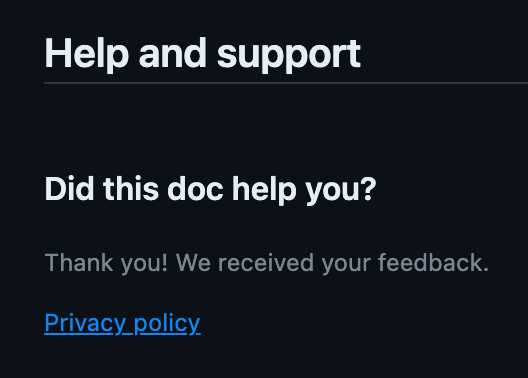 Help and support
Did this doc help you?
Thank you! We received your feedback.
Privacy policy